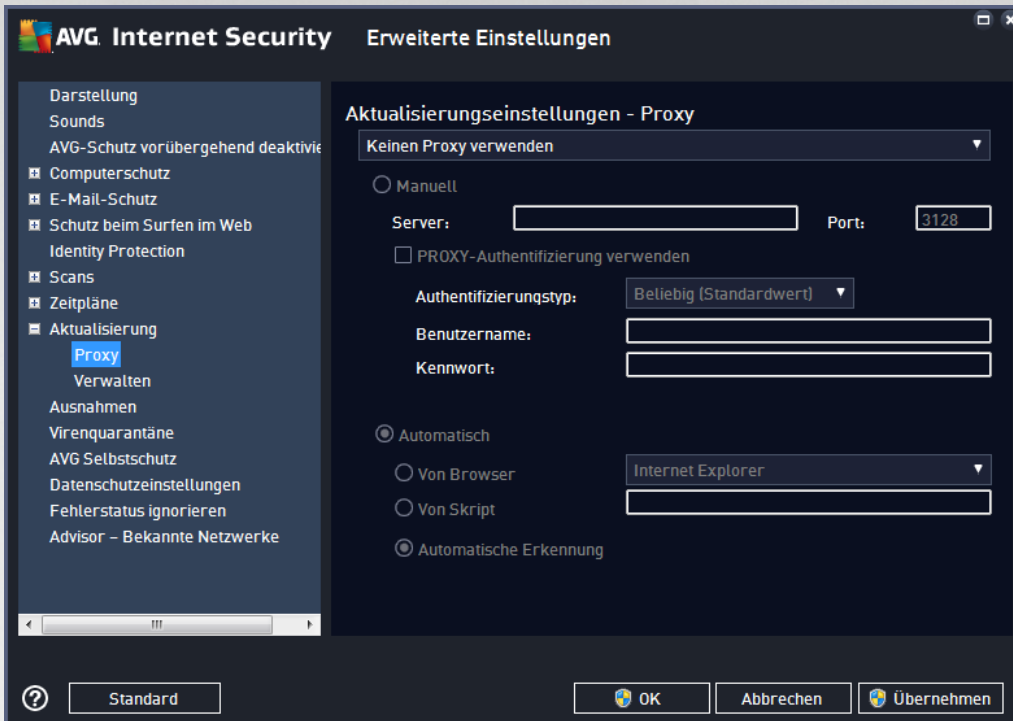 AVG Internet Security Erweiterte Einstellungen
Darstellung
Sounds
AVG-Schutz vorübergehend deaktivie
Computerschutz
E-Mail-Schutz
Schutz beim Surfen im Web
Identity Protection
Scans
Zeitpläne
Aktualisierung
Proxy
Verwalten
Ausnahmen
Virenquarantäne
AVG Selbstschutz
Datenschutzeinstellungen
Fehlerstatus ignorieren
Advisor – Bekannte Netzwerke
Aktualisierungseinstellungen - Proxy
Keinen Proxy verwenden
Manuell
Server: Port: 3128
PROXY-Authentifizierung verwenden
Authentifizierungstyp: Beliebig (Standardwert)
Benutzername:
Kennwort:
Automatisch
Von Browser Internet Explorer
Von Skript
Automatische Erkennung
? Standard OK Abbrechen Übernehmen